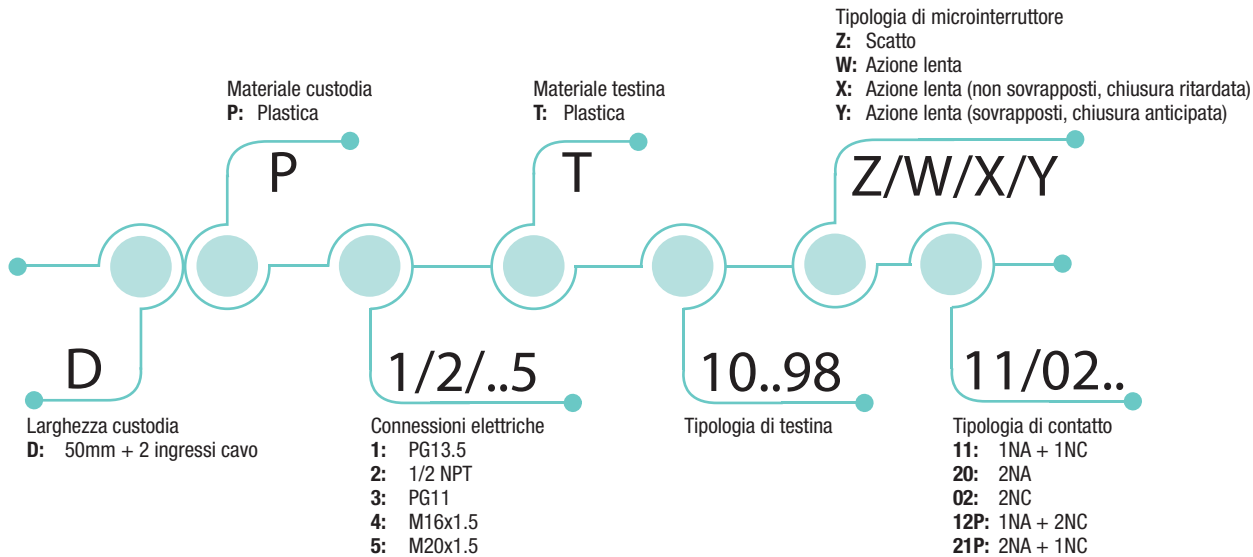 Tipologia di microinterruttore
Z: Scatto
W: Azione lenta
X: Azione lenta (non sovrapposti, chiusura ritardata)
Y: Azione lenta (sovrapposti, chiusura anticipata)
Materiale custodia
P: Plastica
Materiale testina
T: Plastica
P
T
Z/W/X/Y
D
1/2/..5
10..98
11/02..
Larghezza custodia
D: 50mm + 2 ingressi cavo
Connessioni elettriche
1: PG13.5
2: 1/2 NPT
3: PG11
4: M16x1.5
5: M20x1.5
Tipologia di testina
Tipologia di contatto
11: 1NA + 1NC
20: 2NA
02: 2NC
12P: 1NA + 2NC
21P: 2NA + 1NC